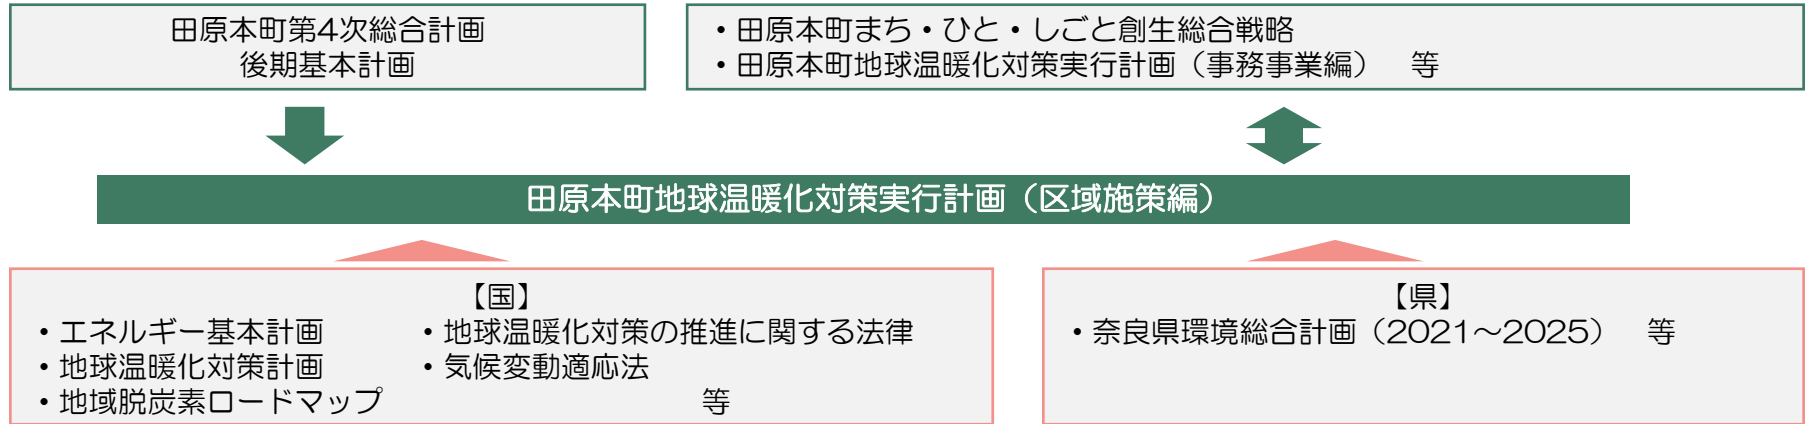 田原本町第4次総合計画
後期基本計画
・田原本町まち・ひと・しごと創生総合戦略
・田原本町地球温暖化対策実行計画（事務事業編）　等
田原本町地球温暖化対策実行計画（区域施策編）
【国】
・エネルギー基本計画　・地球温暖化対策の推進に関する法律
・地球温暖化対策計画　・気候変動適応法
・地域脱炭素ロードマップ　等
【県】
・奈良県環境総合計画（2021～2025）　等